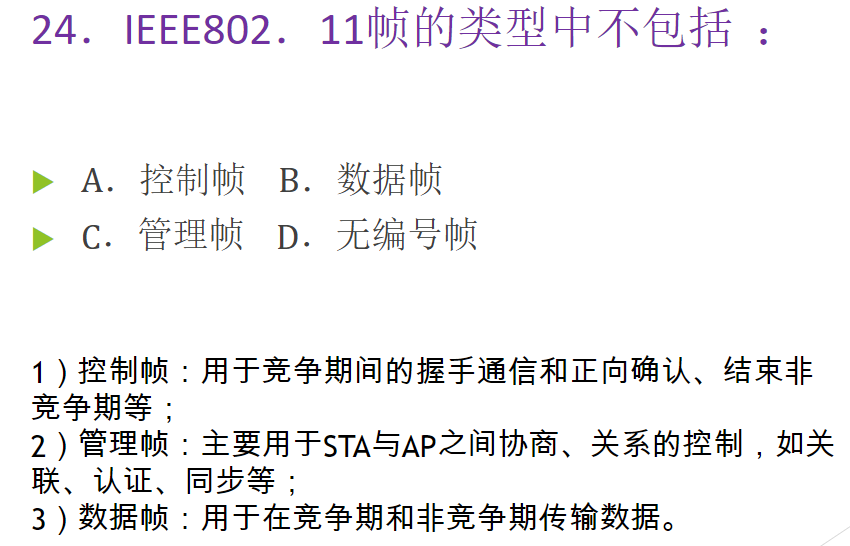 24．IEEE802．11帧的类型中不包括 ：
A．控制帧 B．数据帧
C．管理帧 D．无编号帧
1）控制帧：用于竞争期间的握手通信和正向确认、结束非
竞争期等；
2）管理帧：主要用于STA与AP之间协商、关系的控制，如关
联、认证、同步等；
3）数据帧：用于在竞争期和非竞争期传输数据。